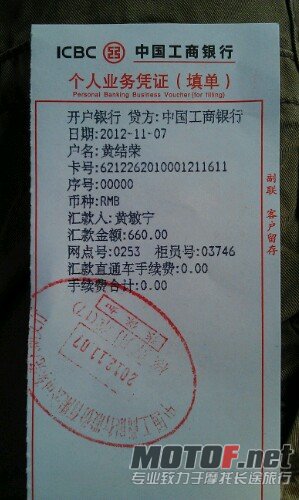 ICBC 中国工商银行
个人业务凭证（填单）
Personal Banking Business Voucher(for filling)
开户银行 贷方:中国工商银行
日期:2012-11-07
户名:黄结荣
卡号:6212262010001211611
序号:00000
币种:RMB
汇款人:黄敏宁
汇款金额:660.00
网点号:0253 柜员号:03746
汇款直通车手续费:0.00
手续费合计:0.00
副联 客户留存
2012.11.07
MOTOF.net
专业致力于摩托长途旅行